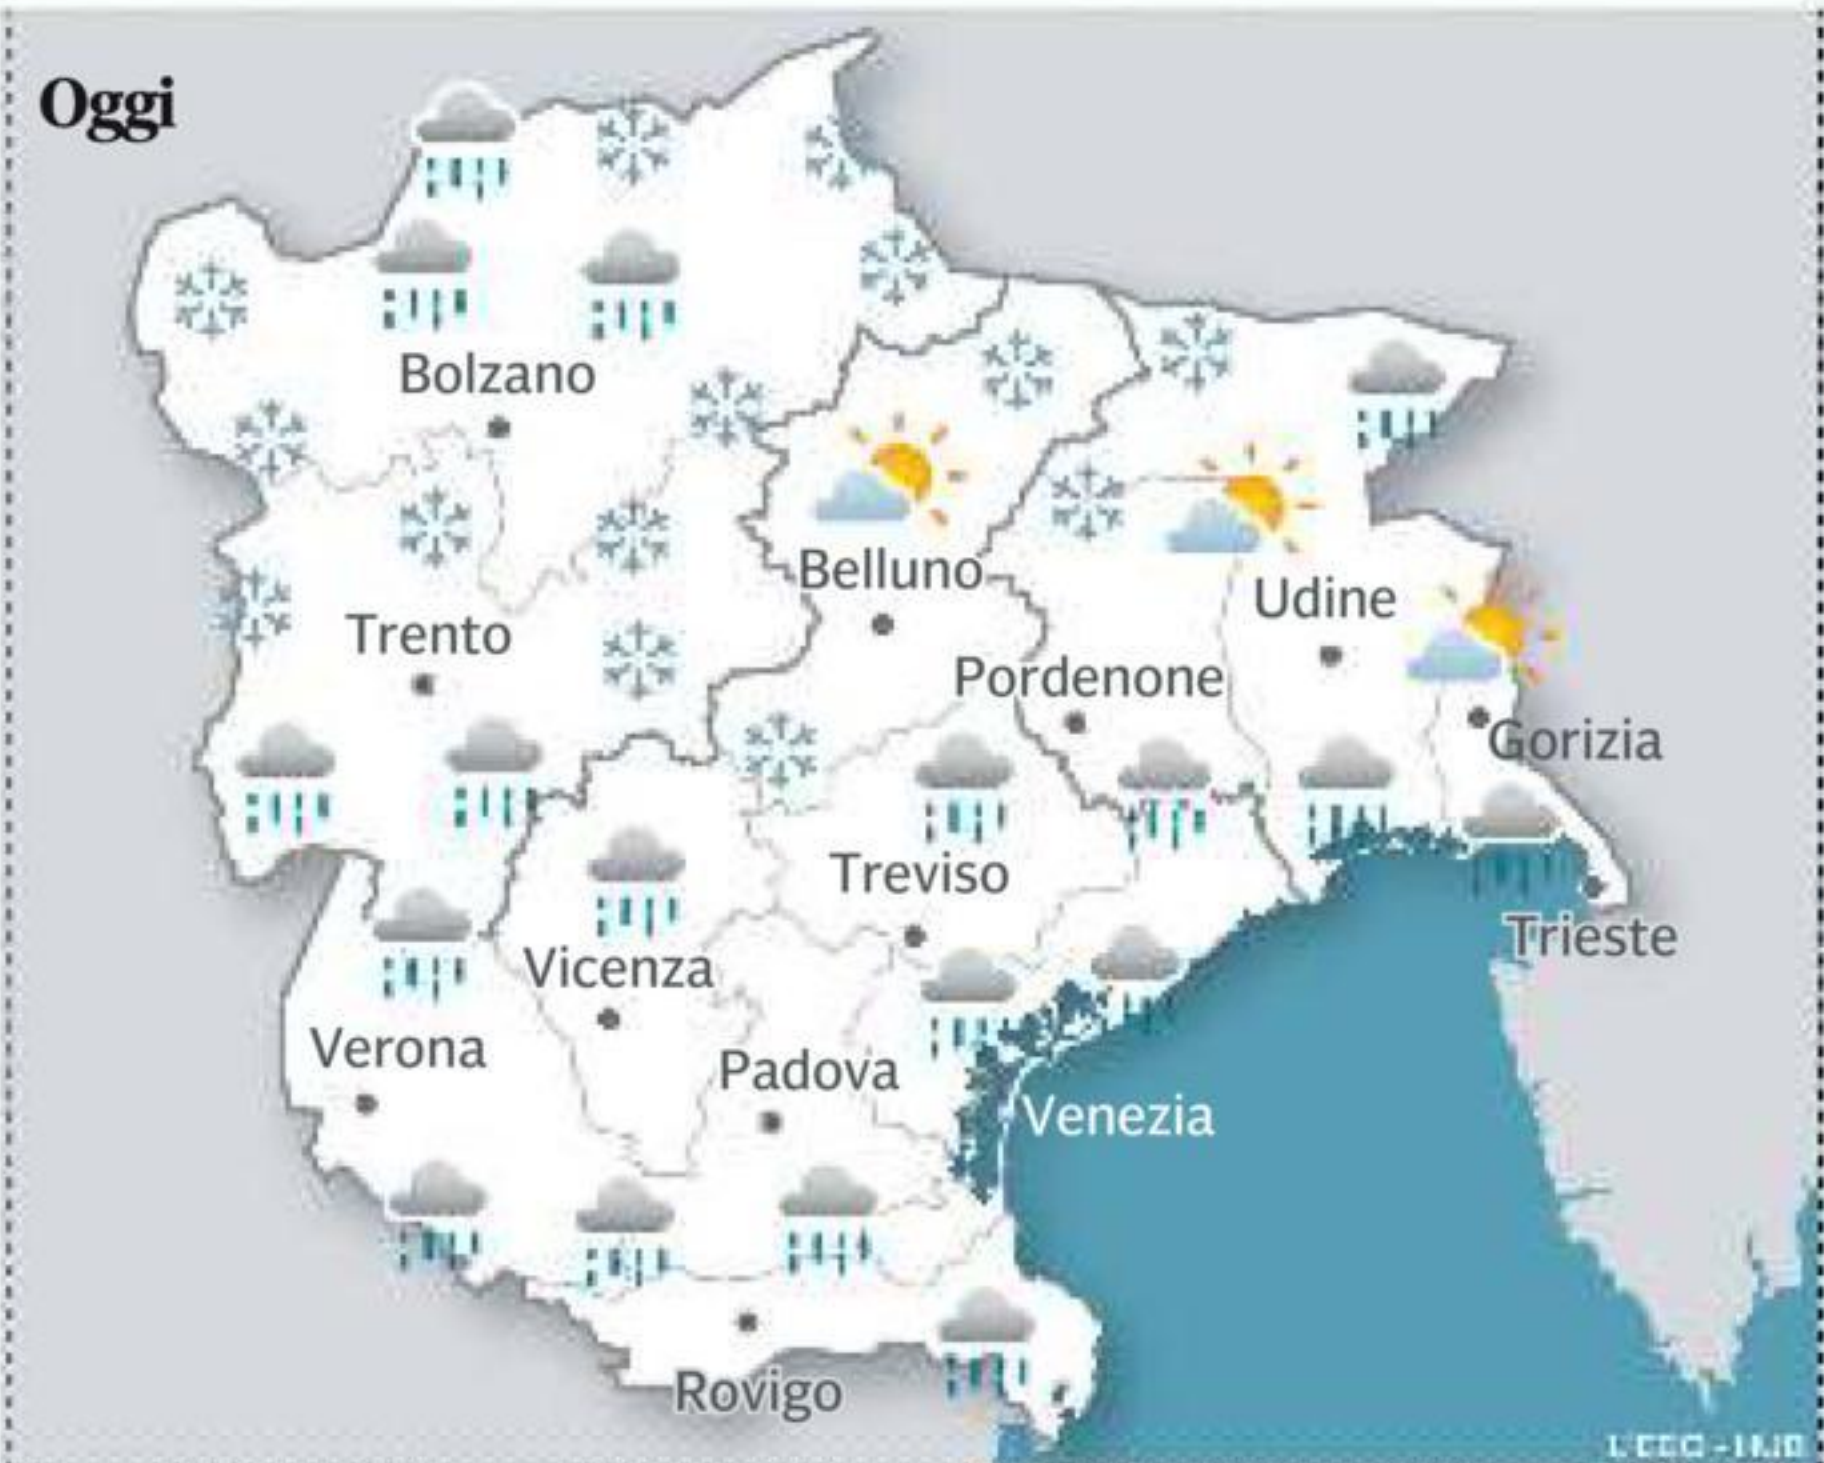 Oggi
Bolzano
Belluno
Udine
Trento
Pordenone
Gorizia
Treviso
Trieste
Vicenza
Verona
Padova
Venezia
Rovigo